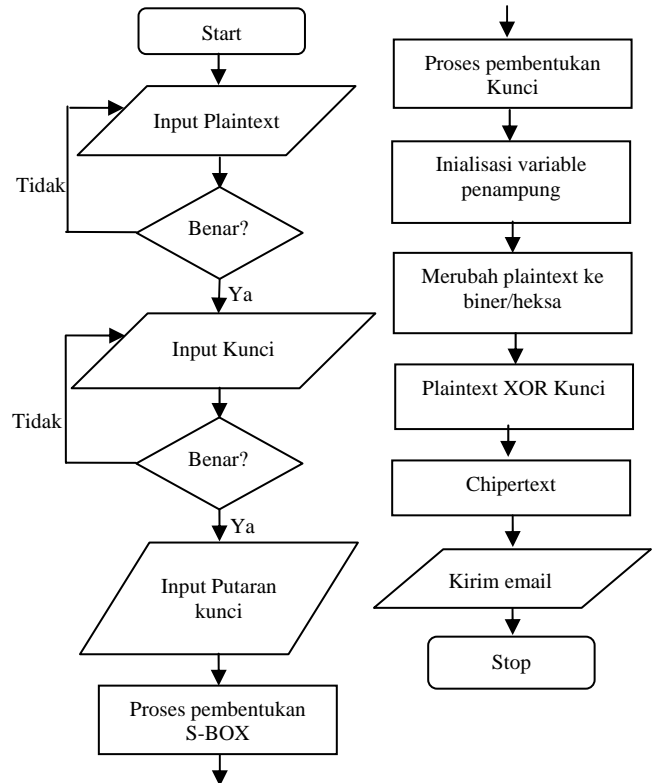 Start
Input Plaintext
Tidak
Benar?
Ya
Input Kunci
Tidak
Benar?
Ya
Input Putaran
kunci
Proses pembentukan
S-BOX
Proses pembentukan
Kunci
Inialisasi variable
penampung
Merubah plaintext ke
biner/heksa
Plaintext XOR Kunci
Chipertext
Kirim email
Stop